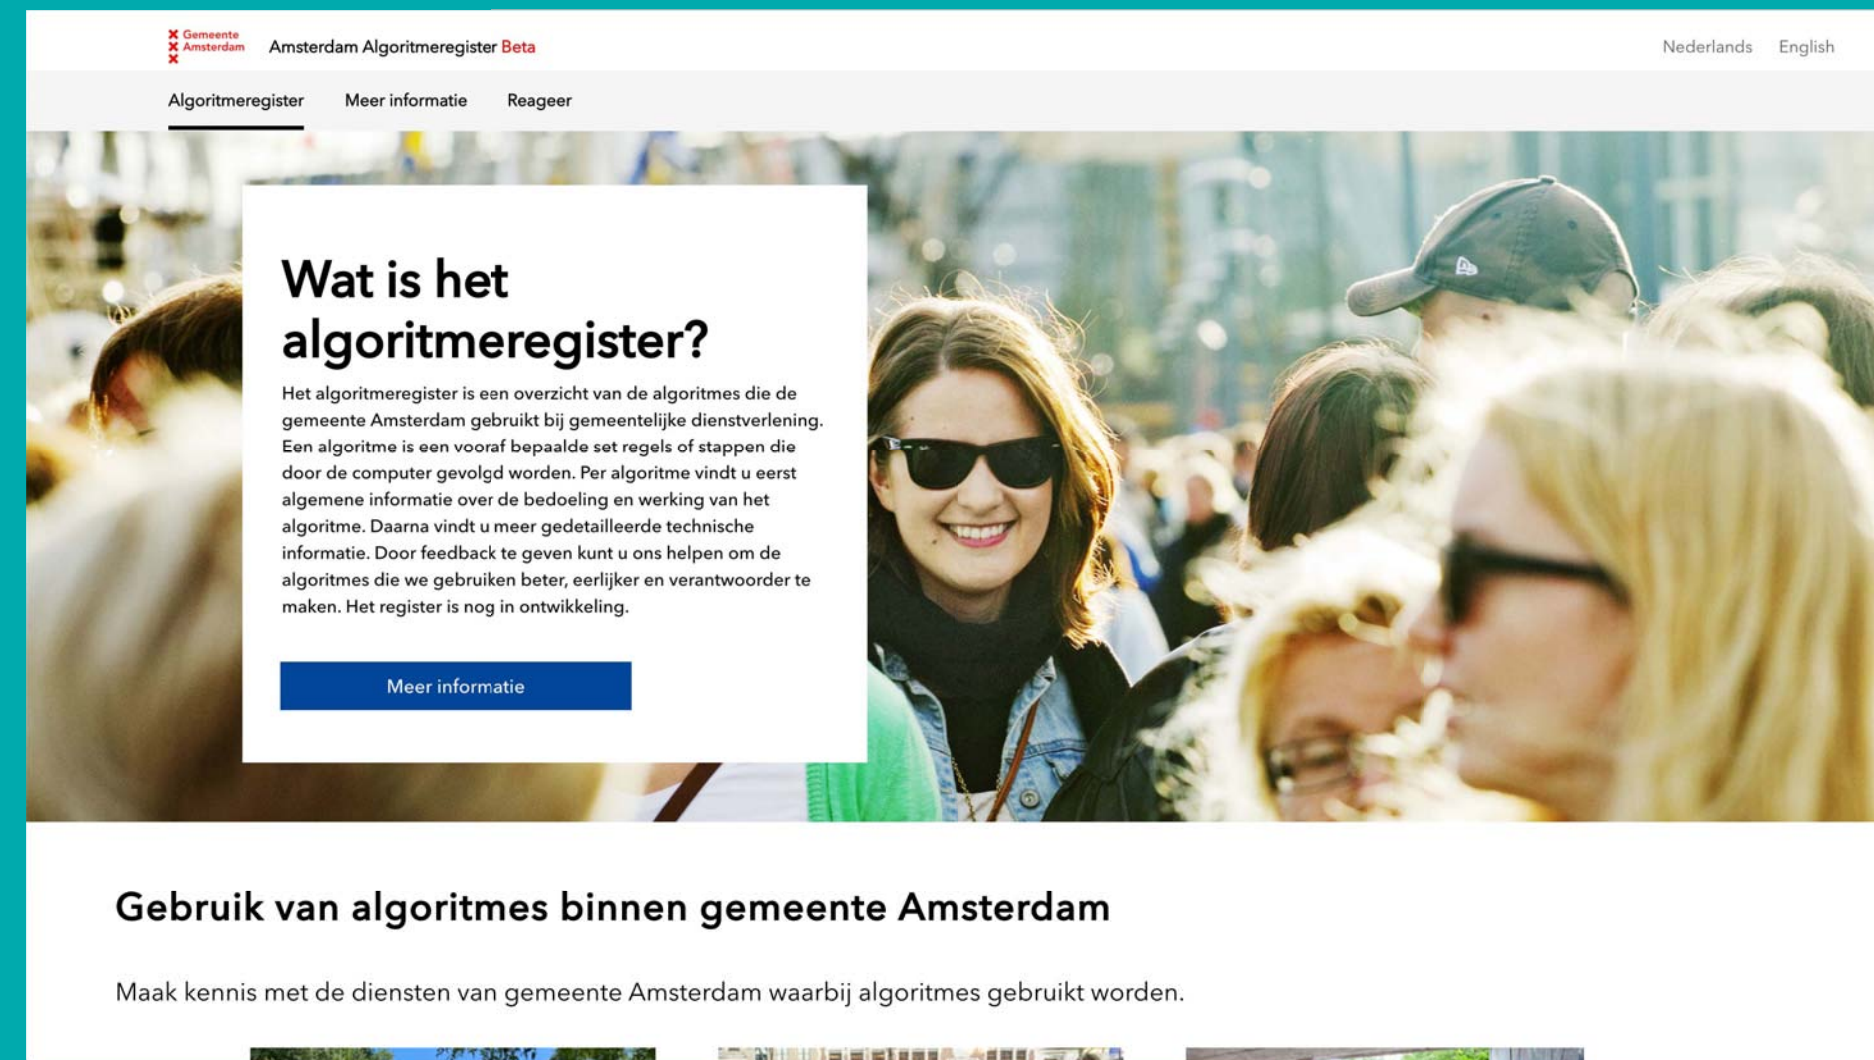 Gemeente
Amsterdam
Amsterdam Algoritmeregister Beta
Nederlands English
Algoritmeregister Meer informatie Reageer
Wat is het
algoritmeregister?
Het algoritmeregister is een overzicht van de algoritmes die de
gemeente Amsterdam gebruikt bij gemeentelijke dienstverlening.
Een algoritme is een vooraf bepaalde set regels of stappen die
door de computer gevolgd worden. Per algoritme vindt u eerst
algemene informatie over de bedoeling en werking van het
algoritme. Daarna vindt u meer gedetailleerde technische
informatie. Door feedback te geven kunt u ons helpen om de
algoritmes die we gebruiken beter, eerlijker en verantwoorder te
maken. Het register is nog in ontwikkeling.
Meer informatie
Gebruik van algoritmes binnen gemeente Amsterdam
Maak kennis met de diensten van gemeente Amsterdam waarbij algoritmes gebruikt worden.